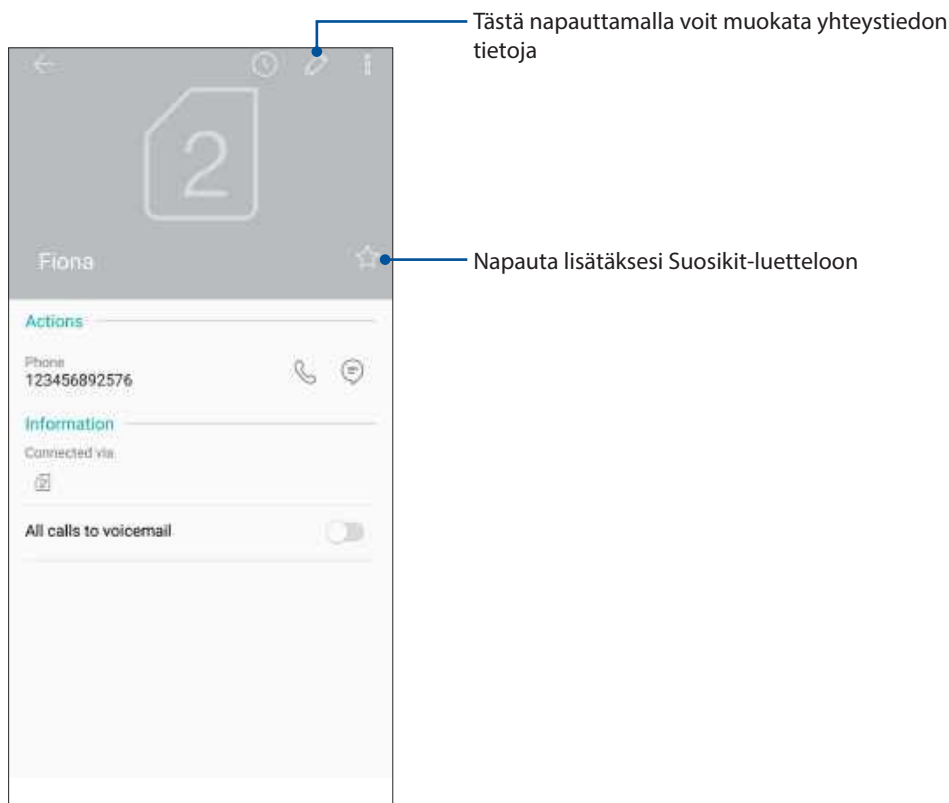 Tästä napauttamalla voit muokata yhteystiedon
tietoja
2
Fiona
Napauta lisätäksesi Suosikit-luetteloon
Actions
Phone
123456892576
Information
Connected via
2
All calls to voicemail